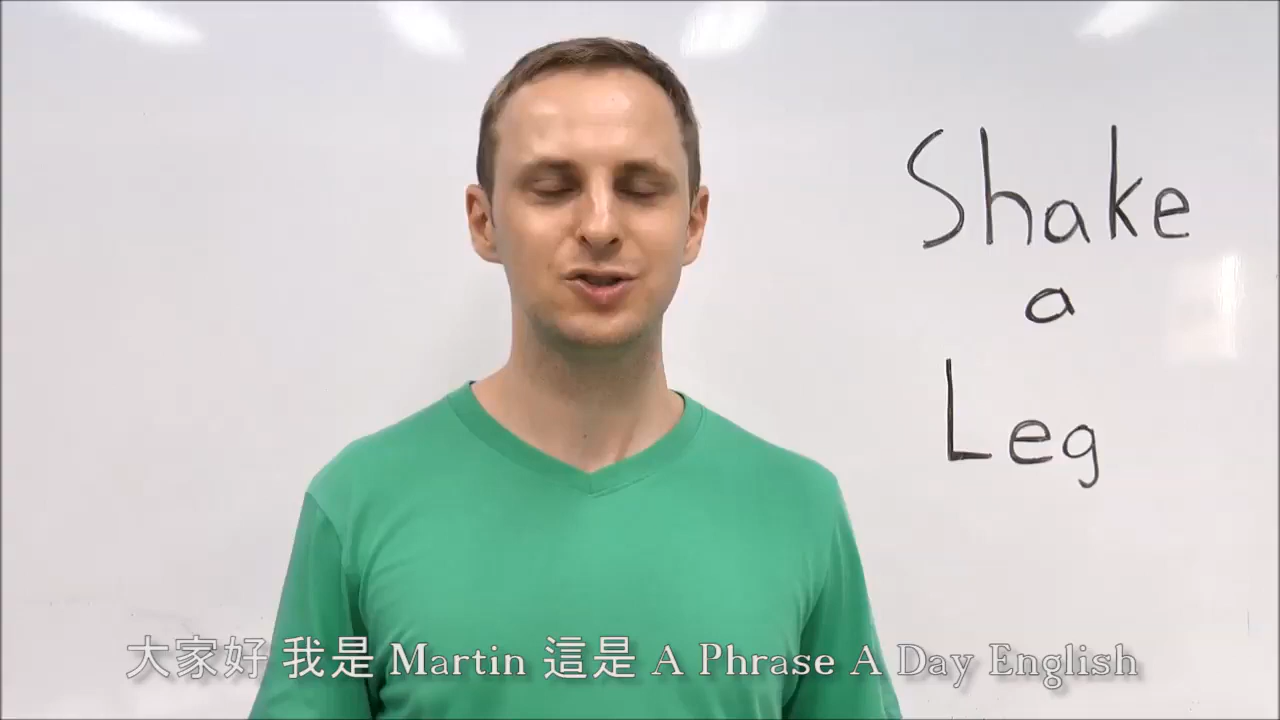 Shake
a
Leg
大家好 我是 Martin 這是 A Phrase A Day English